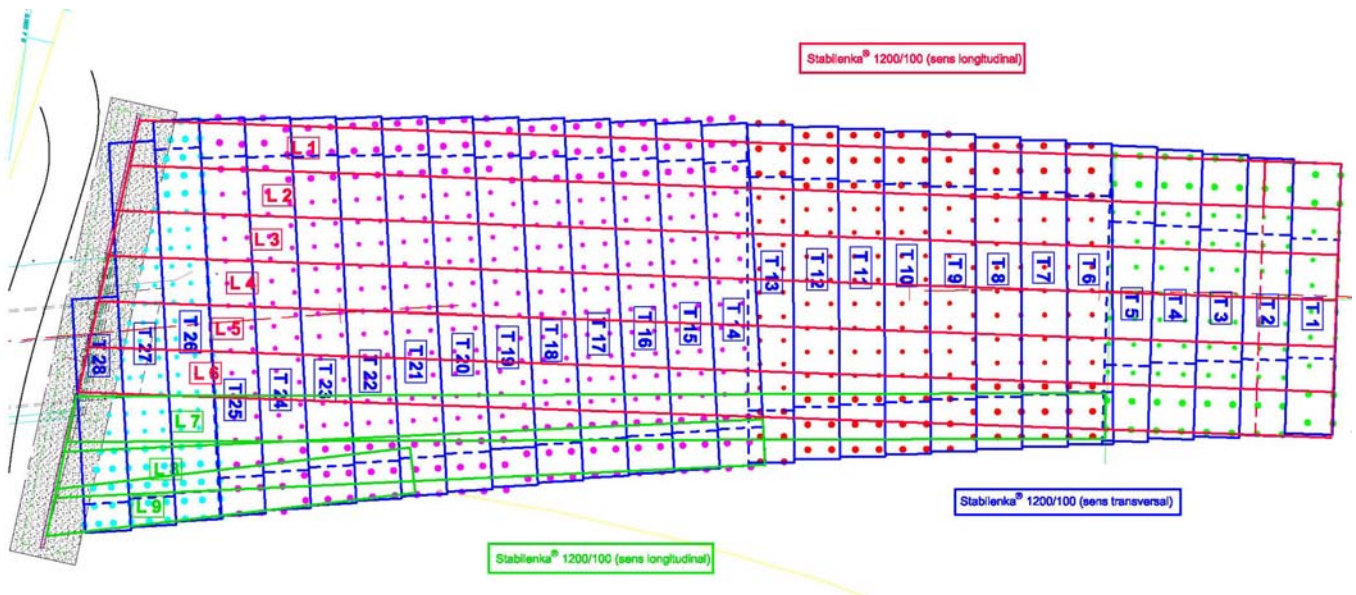 Stabilenka® 1200/100 (sens longitudinal)
L 1
L 2
L 3
L 4
L 5
L 6
L 7
L 8
L 9
T 28
T 27
T 26
T 25
T 24
T 23
T 22
T 21
T 20
T 19
T 18
T 17
T 16
T 15
T 14
T 13
T 12
T 11
T 10
T 9
T 8
T 7
T 6
T 5
T 4
T 3
T 2
T 1
Stabilenka® 1200/100 (sens transversal)
Stabilenka® 1200/100 (sens longitudinal)